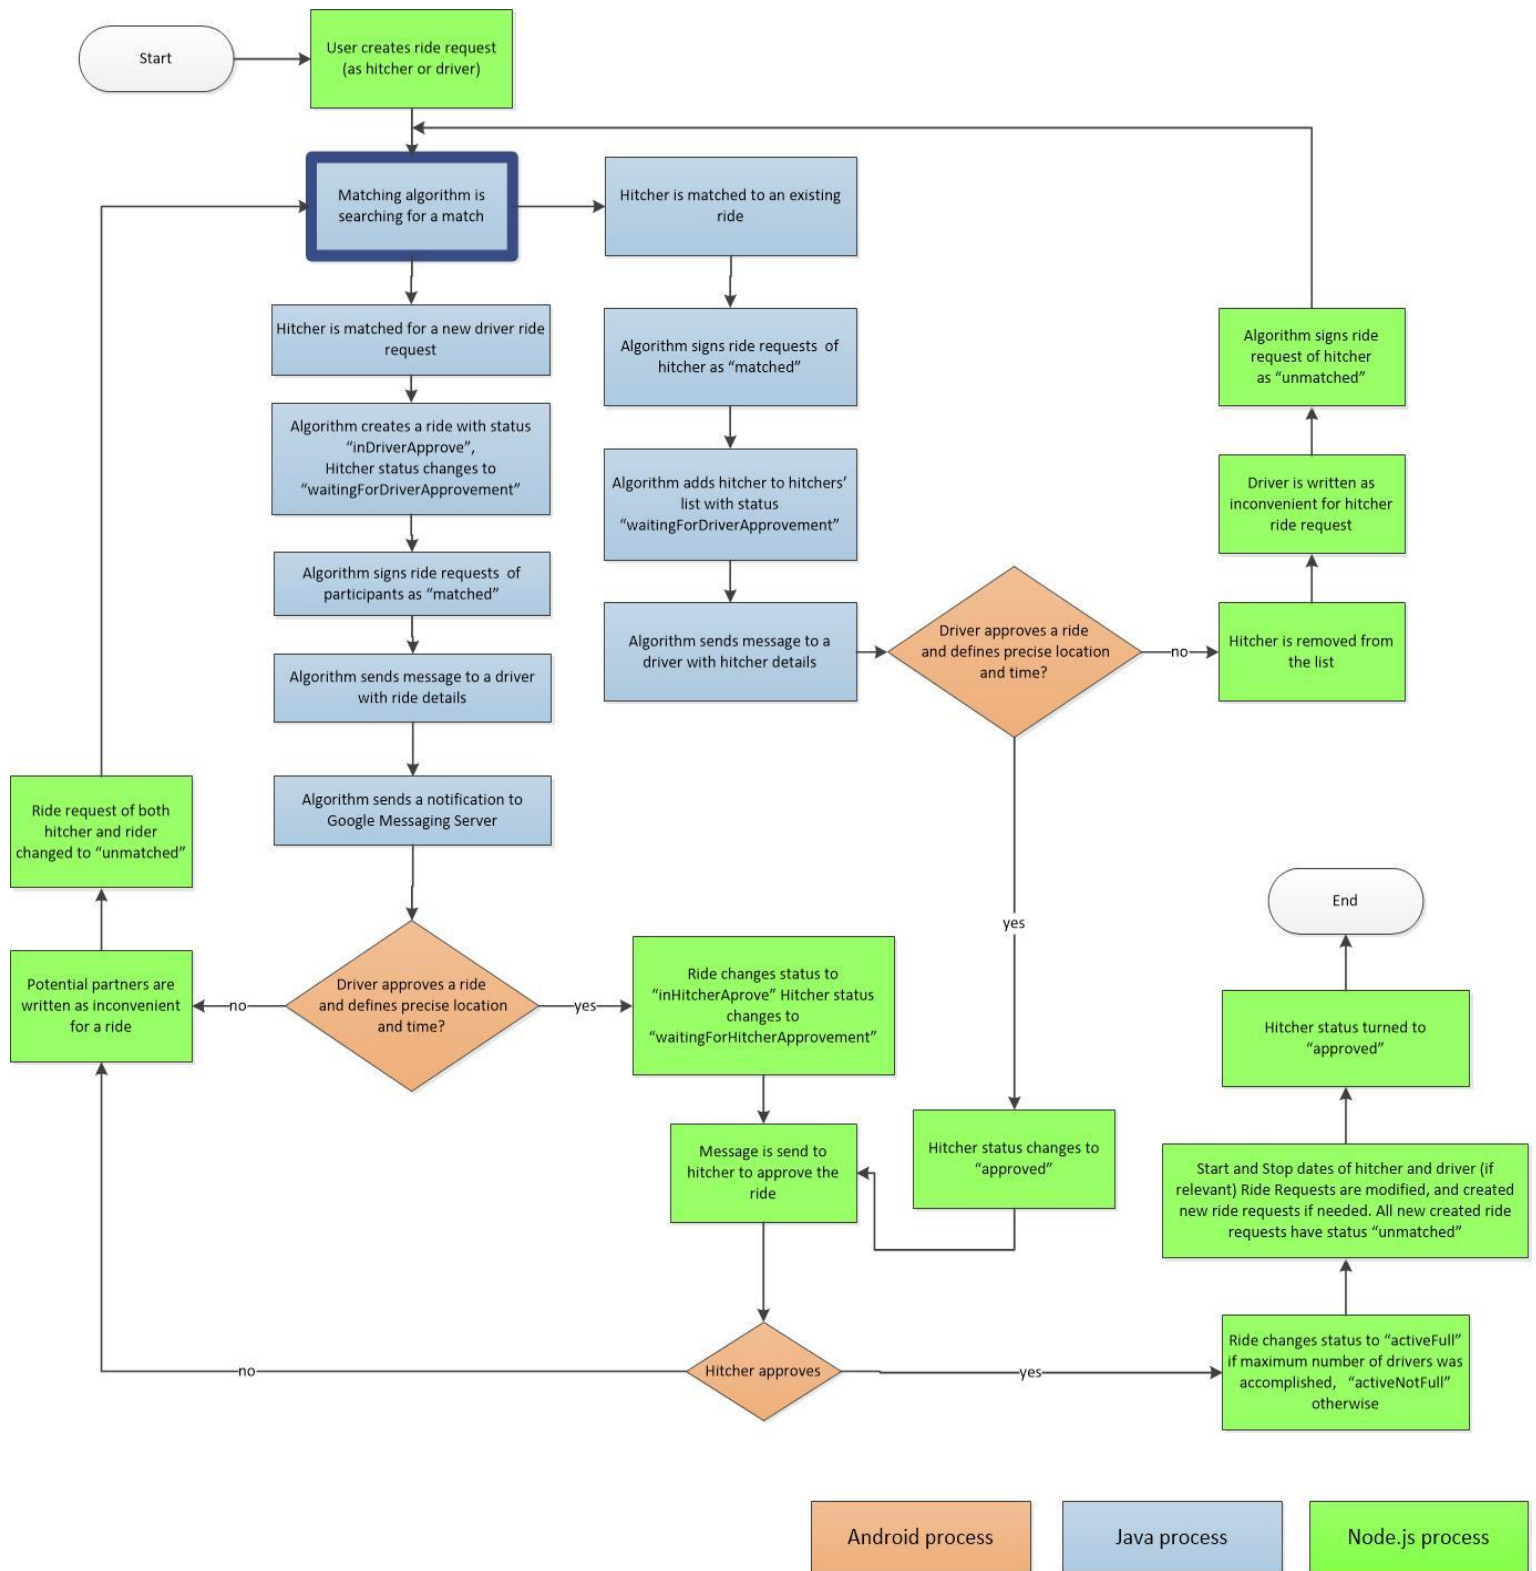 Start
User creates ride request
(as hitcher or driver)
Matching algorithm is
searching for a match
Hitcher is matched to an existing
ride
Hitcher is matched for a new driver ride
request
Algorithm signs ride requests of
hitcher as “matched”
Algorithm signs ride
request of hitcher
as “unmatched”
Algorithm creates a ride with status
“inDriverApprove”,
Hitcher status changes to
“waitingForDriverApprovement”
Algorithm adds hitcher to hitchers’
list with status
“waitingForDriverApprovement”
Driver is written as
inconvenient for hitcher
ride request
Algorithm signs ride requests of
participants as “matched”
Algorithm sends message to a
driver with hitcher details
Driver approves a ride
and defines precise location
and time?
no
Hitcher is removed from
the list
Algorithm sends message to a driver
with ride details
Algorithm sends a notification to
Google Messaging Server
Ride request of both
hitcher and rider
changed to “unmatched”
yes
End
Potential partners are
written as inconvenient
for a ride
no
Driver approves a ride
and defines precise location
and time?
yes
Ride changes status to
“inHitcherAprove” Hitcher status
changes to
“waitingForHitcherApprovement”
Hitcher status turned to
“approved”
Message is send to
hitcher to approve the
ride
Hitcher status changes to
“approved”
Start and Stop dates of hitcher and driver (if
relevant) Ride Requests are modified, and created
new ride requests if needed. All new created ride
requests have status “unmatched”
no
Hitcher approves
yes
Ride changes status to “activeFull”
if maximum number of drivers was
accomplished, “activeNotFull”
otherwise
Android process
Java process
Node.js process